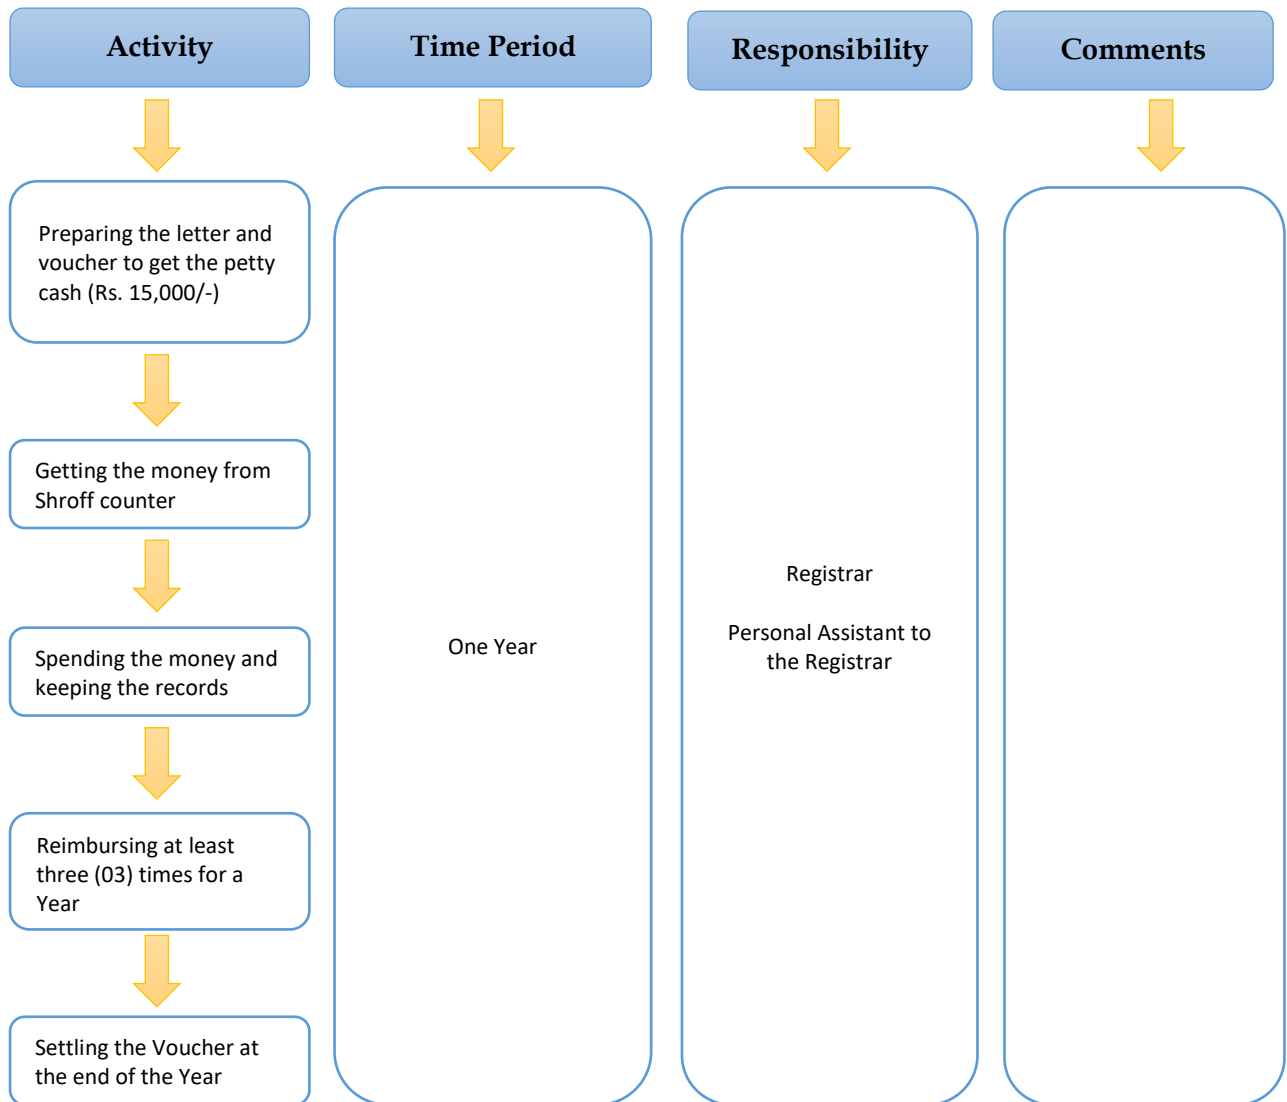 Activity
Time Period
Responsibility
Comments
Preparing the letter and
voucher to get the petty
cash (Rs. 15,000/-)
Getting the money from
Shroff counter
Spending the money and
keeping the records
Reimbursing at least
three (03) times for a
Year
Settling the Voucher at
the end of the Year
One Year
Registrar
Personal Assistant to
the Registrar